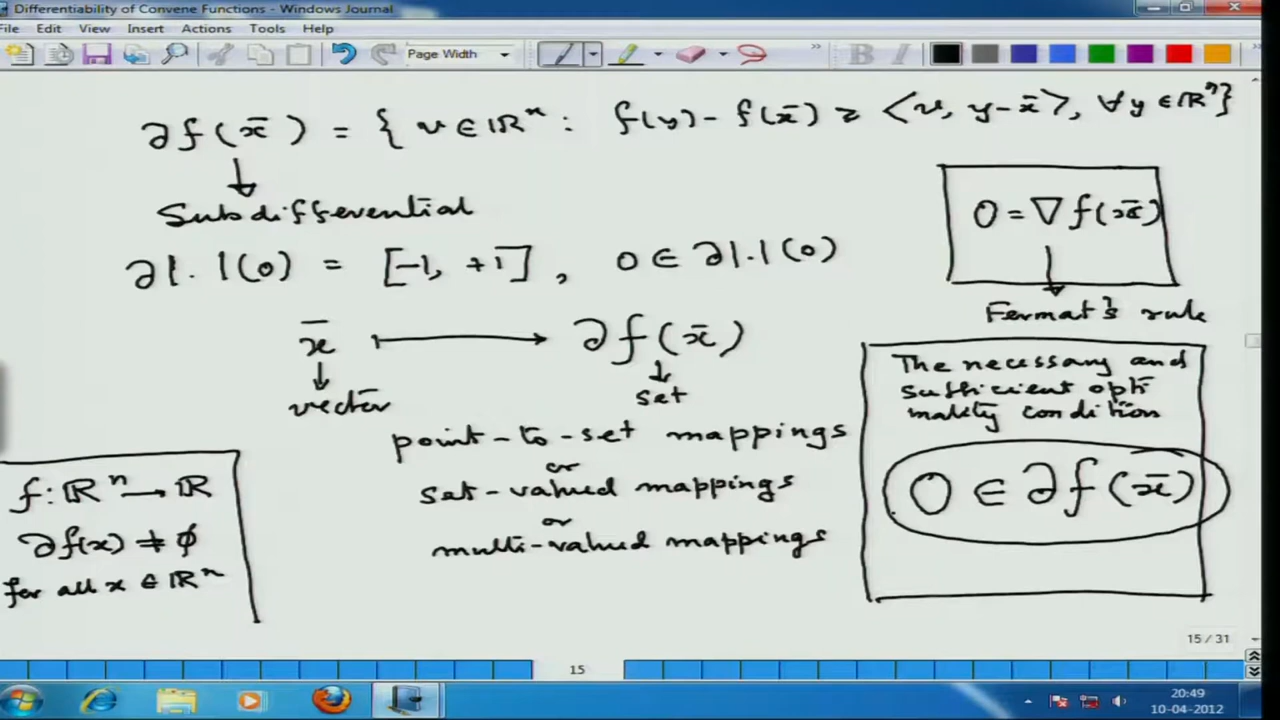 Differentiability of Convene Functions - Windows Journal
File Edit View Insert Actions Tools Help
Page Width
∂f(x̄) = { v ∈ ℝⁿ : f(y) - f(x̄) ≥ ⟨v, y - x̄⟩, ∀y ∈ ℝⁿ}
Subdifferential
0 = ∇f(x̄)
Fermat's rule
∂|.|(0) = [-1, +1], 0 ∈ ∂|.|(0)
x̄ ⟼ ∂f(x̄)
vector set
point-to-set mappings
or
set-valued mappings
or
multi-valued mappings
The necessary and
sufficient opti
mality condition
0 ∈ ∂f(x̄)
f: ℝⁿ → ℝ
∂f(x) ≠ ϕ
for all x ∈ ℝⁿ
15/31
15
20:49
10-04-2012